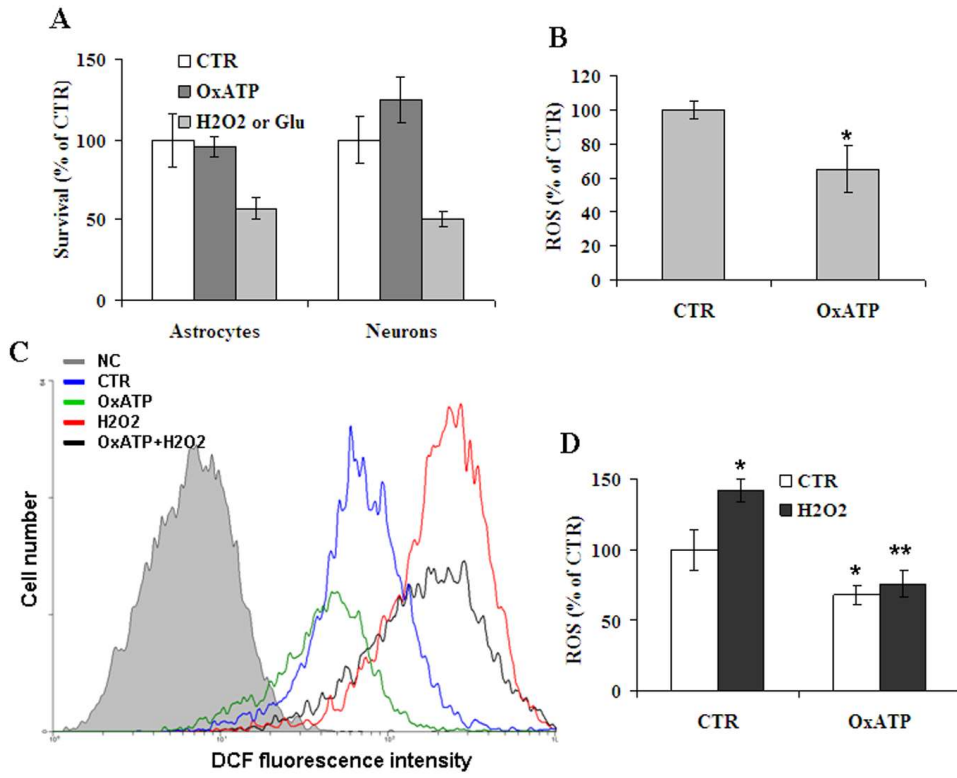 A
Survival (% of CTR)
150
100
50
0
CTR
OxATP
H2O2 or Glu
Astrocytes Neurons
B
ROS (% of CTR)
120
100
80
60
40
20
0
*
CTR OxATP
C
NC
CTR
OxATP
H2O2
OxATP+H2O2
Cell number
DCF fluorescence intensity
D
ROS (% of CTR)
150
100
50
0
CTR
H2O2
*
*
**
CTR OxATP